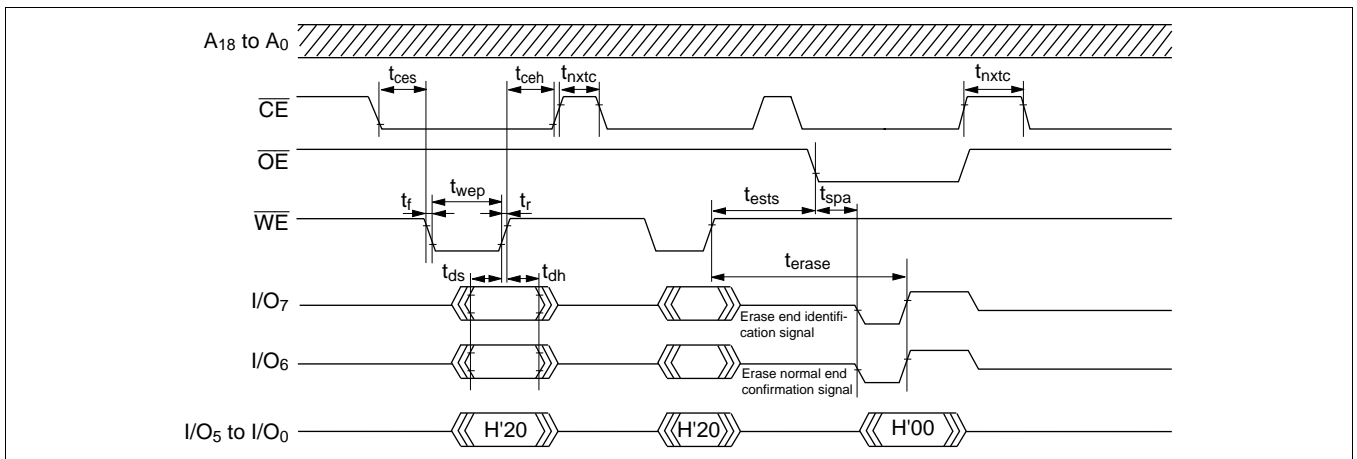 A18 to A0
tces
tceh
tnxtc
tnxtc
CE
OE
tf
twep
tr
tests
tspa
WE
tds
tdh
terase
I/O7
Erase end identifi-
cation signal
I/O6
Erase normal end
confirmation signal
I/O5 to I/O0
H'20
H'20
H'00